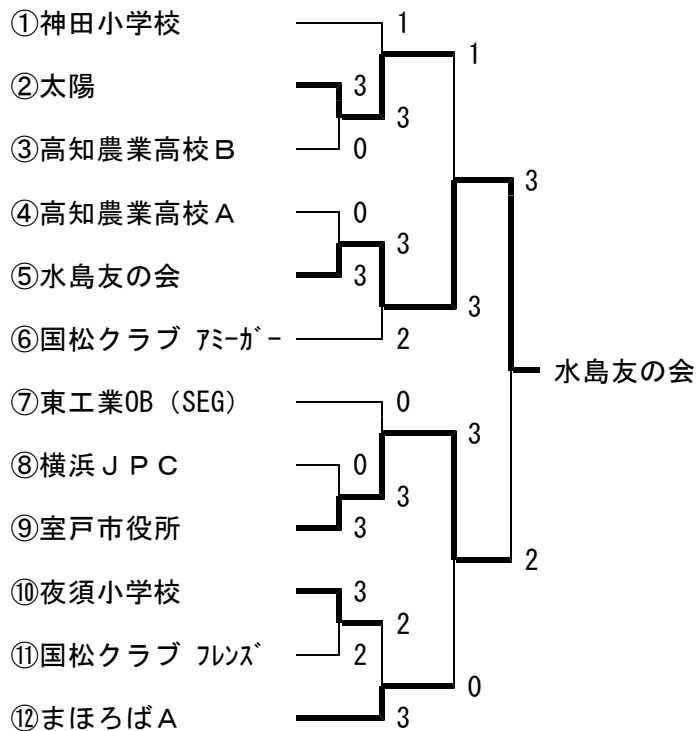 ①神田小学校
1
1
②太陽
3
3
③高知農業高校B
0
3
④高知農業高校A
0
3
⑤水島友の会
3
3
⑥国松クラブ ｱﾐｰｶﾞｰ
2
水島友の会
⑦東工業OB (SEG)
0
3
⑧横浜JPC
0
3
⑨室戸市役所
3
2
⑩夜須小学校
3
2
⑪国松クラブ ﾌﾚﾝｽﾞ
2
0
⑫まほろばA
3